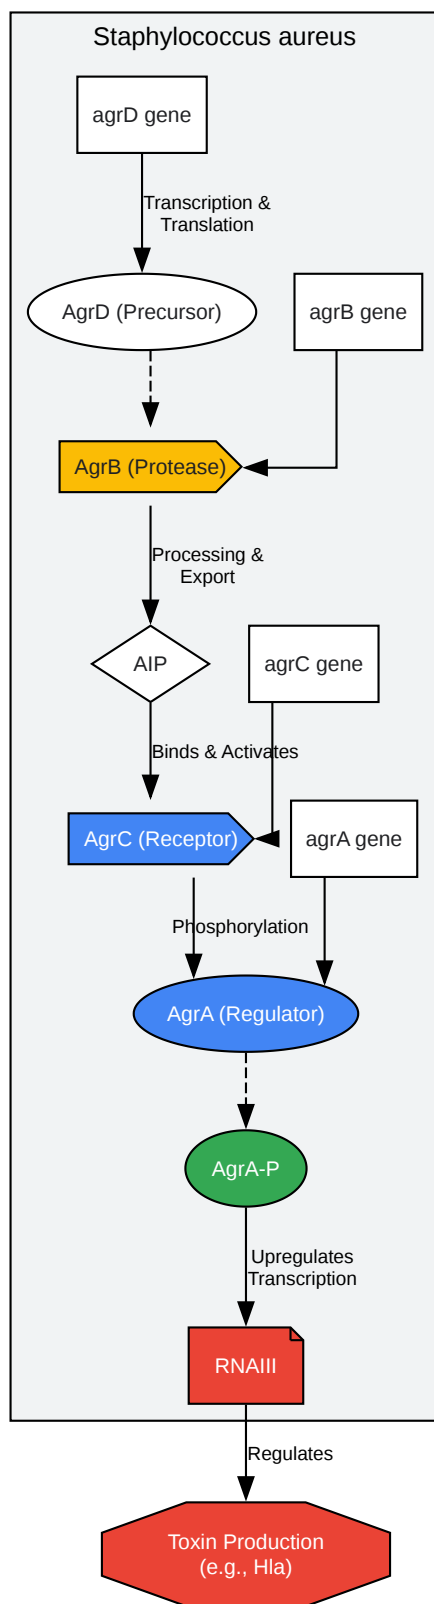 Staphylococcus aureus
agrD gene
Transcription &
Translation
AgrD (Precursor)
agrB gene
AgrB (Protease)
Processing &
Export
AIP
agrC gene
Binds & Activates
AgrC (Receptor)
agrA gene
Phosphorylation
AgrA (Regulator)
AgrA-P
Upregulates
Transcription
RNAIII
Regulates
Toxin Production
(e.g., Hla)